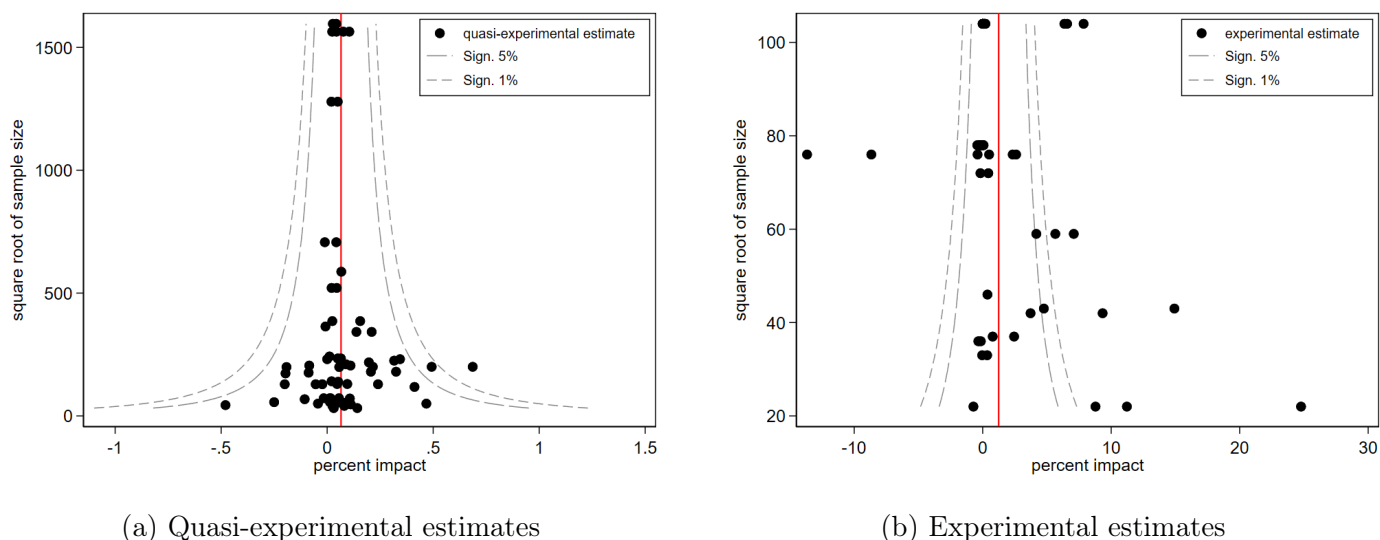 quasi-experimental estimate
Sign. 5%
Sign. 1%
square root of sample size
1500
1000
500
0
-1
-.5
0
.5
1
1.5
percent impact
(a) Quasi-experimental estimates
experimental estimate
Sign. 5%
Sign. 1%
square root of sample size
100
80
60
40
20
-10
0
10
20
30
percent impact
(b) Experimental estimates